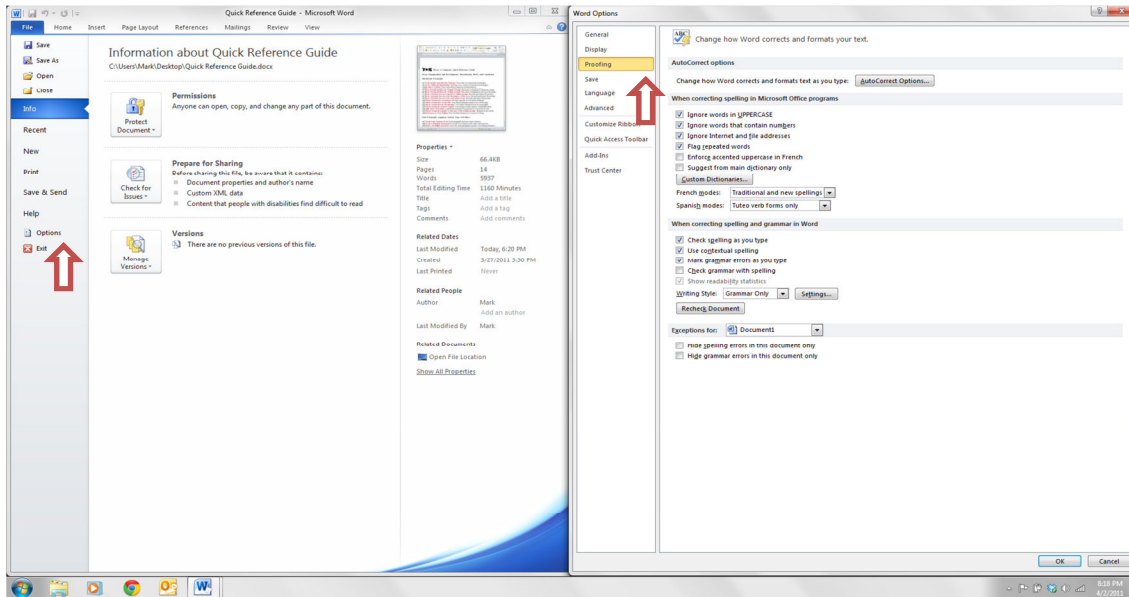 Quick Reference Guide - Microsoft Word
File Home Insert Page Layout References Mailings Review View
Save
Save As
Open
Close
Info
Recent
New
Print
Save & Send
Help
Options
Exit
Information about Quick Reference Guide
C:\Users\Mark\Desktop\Quick Reference Guide.docx
Protect
Document
Permissions
Anyone can open, copy, and change any part of this document.
Check for
Issues
Prepare for Sharing
Before sharing this file, be aware that it contains:
Document properties and author's name
Custom XML data
Content that people with disabilities find difficult to read
Manage
Versions
Versions
There are no previous versions of this file.
Properties
Size 66.4KB
Pages 14
Words 5937
Total Editing Time 1160 Minutes
Title Add a title
Tags Add a tag
Comments Add comments
Related Dates
Last Modified Today, 6:20 PM
Created 3/27/2011 3:30 PM
Last Printed Never
Related People
Author Mark
Add an author
Last Modified By Mark
Related Documents
Open File Location
Show All Properties
Word Options
General
Display
Proofing
Save
Language
Advanced
Customize Ribbon
Quick Access Toolbar
Add-Ins
Trust Center
ABC
Change how Word corrects and formats your text.
AutoCorrect options
Change how Word corrects and formats text as you type: AutoCorrect Options...
When correcting spelling in Microsoft Office programs
Ignore words in UPPERCASE
Ignore words that contain numbers
Ignore Internet and file addresses
Flag repeated words
Enforce accented uppercase in French
Suggest from main dictionary only
Custom Dictionaries...
French modes: Traditional and new spellings
Spanish modes: Tuteo verb forms only
When correcting spelling and grammar in Word
Check spelling as you type
Use contextual spelling
Mark grammar errors as you type
Check grammar with spelling
Show readability statistics
Writing Style: Grammar Only Settings...
Recheck Document
Exceptions for: Document1
Hide spelling errors in this document only
Hide grammar errors in this document only
OK Cancel
8:18 PM
4/2/2011